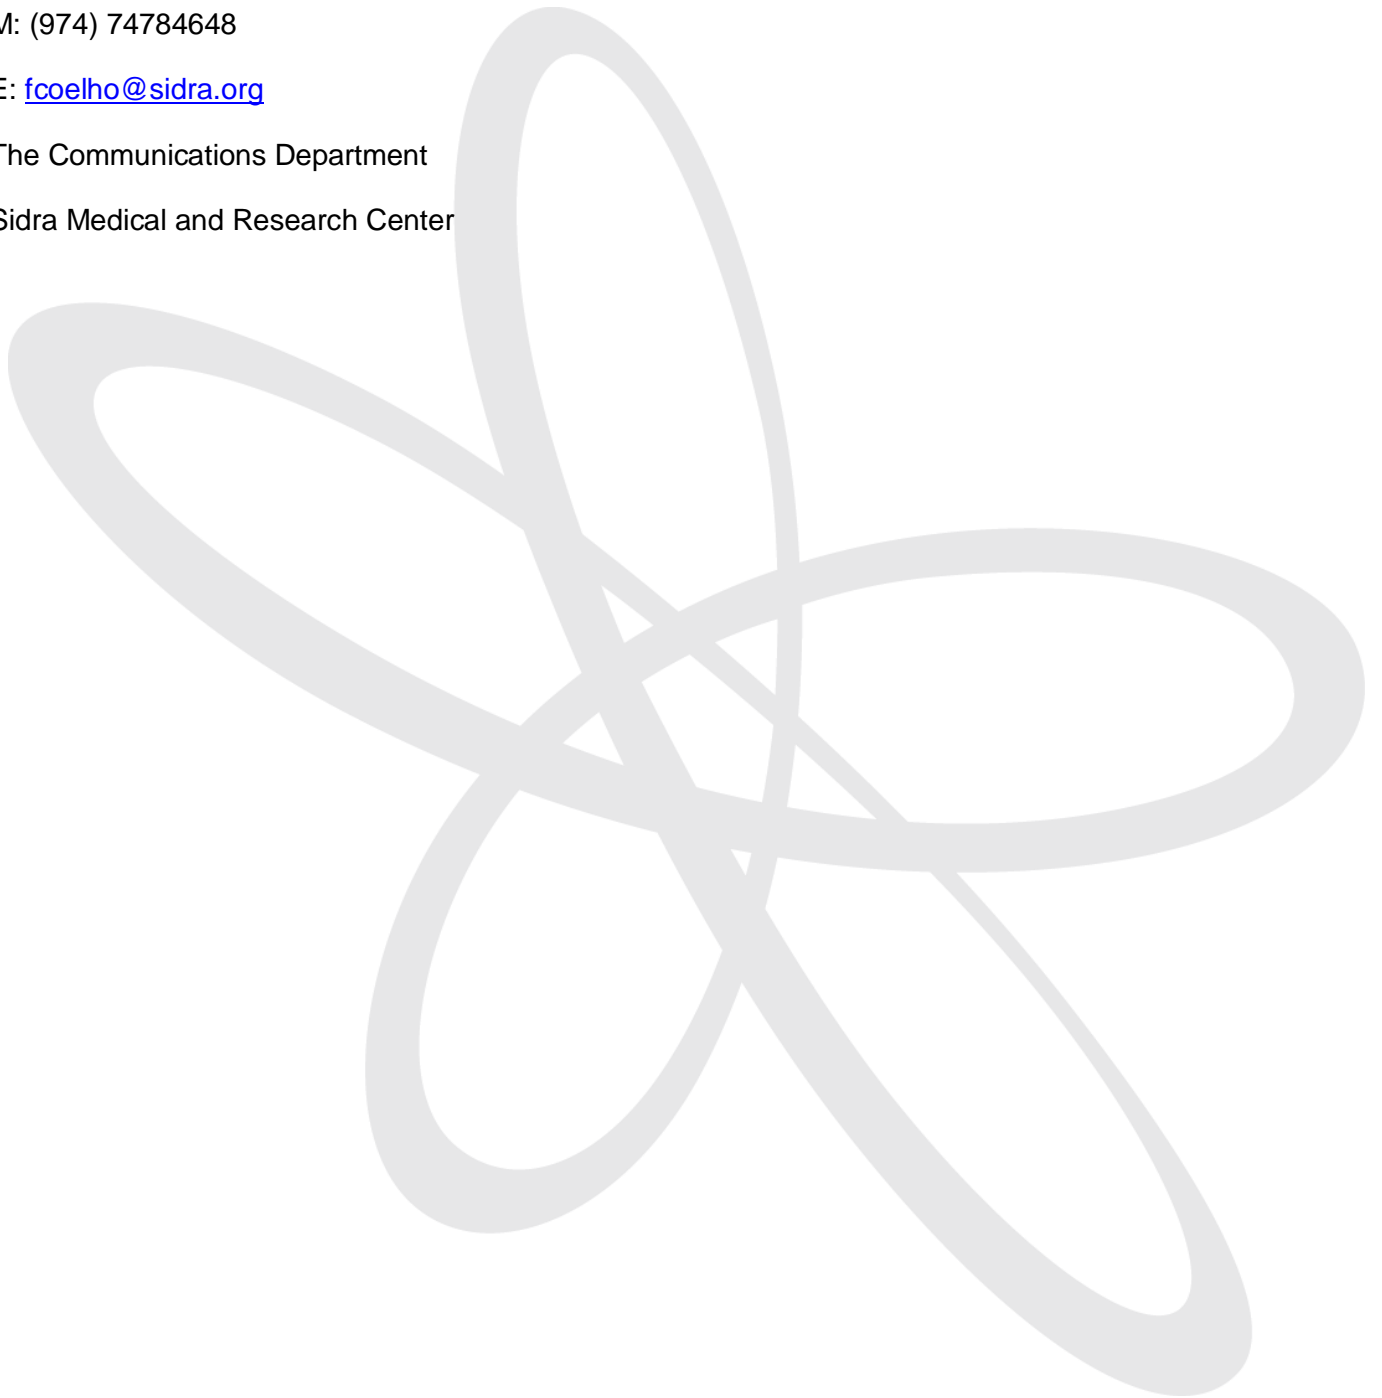 M: (974) 74784648
E: fcoelho@sidra.org
The Communications Department
Sidra Medical and Research Center